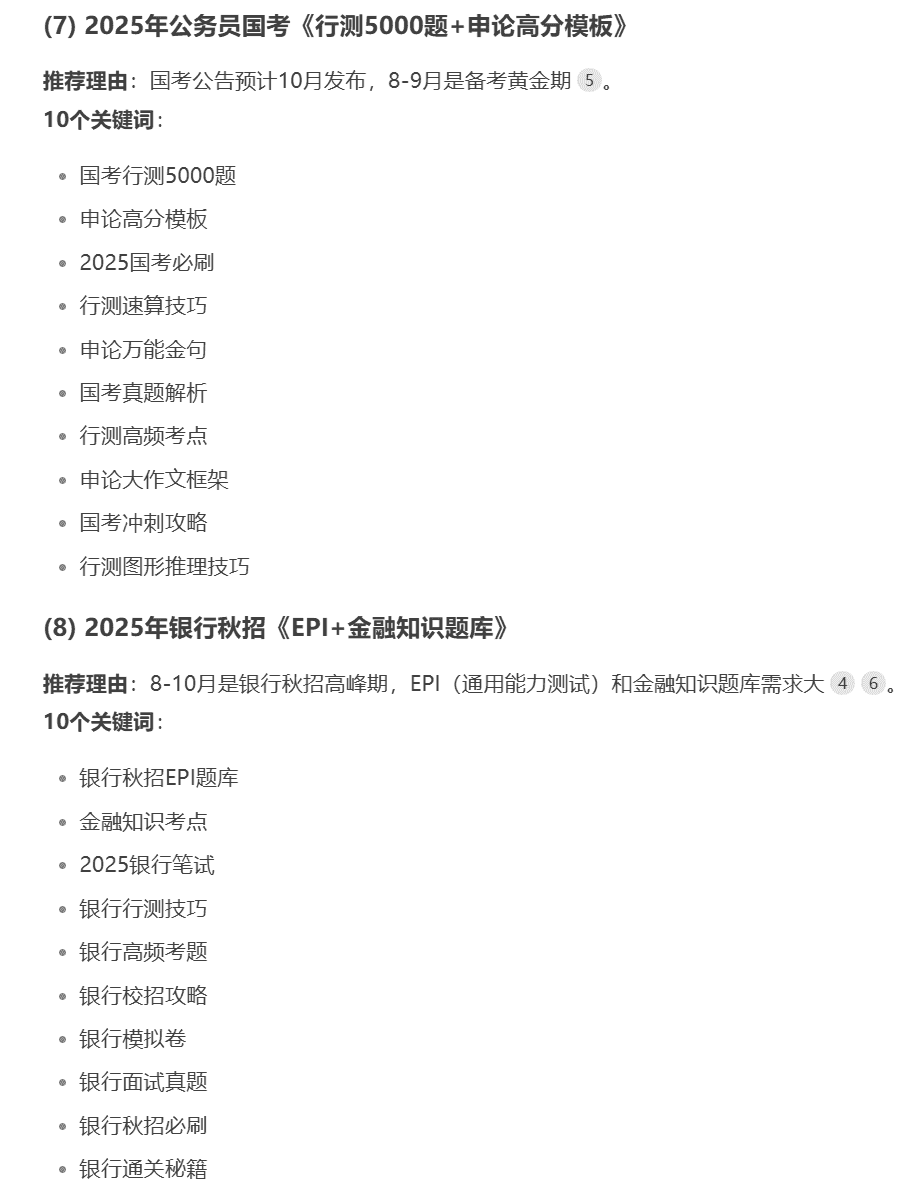 (7) 2025年公务员国考《行测5000题+申论高分模板》
推荐理由：国考公告预计10月发布，8-9月是备考黄金期 5 。
10个关键词：
• 国考行测5000题
• 申论高分模板
• 2025国考必刷
• 行测速算技巧
• 申论万能金句
• 国考真题解析
• 行测高频考点
• 申论大作文框架
• 国考冲刺攻略
• 行测图形推理技巧
(8) 2025年银行秋招《EPI+金融知识题库》
推荐理由：8-10月是银行秋招高峰期，EPI（通用能力测试）和金融知识题库需求大 4 6 。
10个关键词：
• 银行秋招EPI题库
• 金融知识考点
• 2025银行笔试
• 银行行测技巧
• 银行高频考题
• 银行校招攻略
• 银行模拟卷
• 银行面试真题
• 银行秋招必刷
• 银行通关秘籍